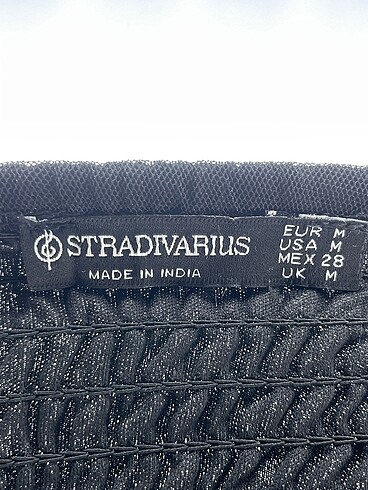 STRADIVARIUS
MADE IN INDIA
EUR M
USA M
MEX 28
UK M